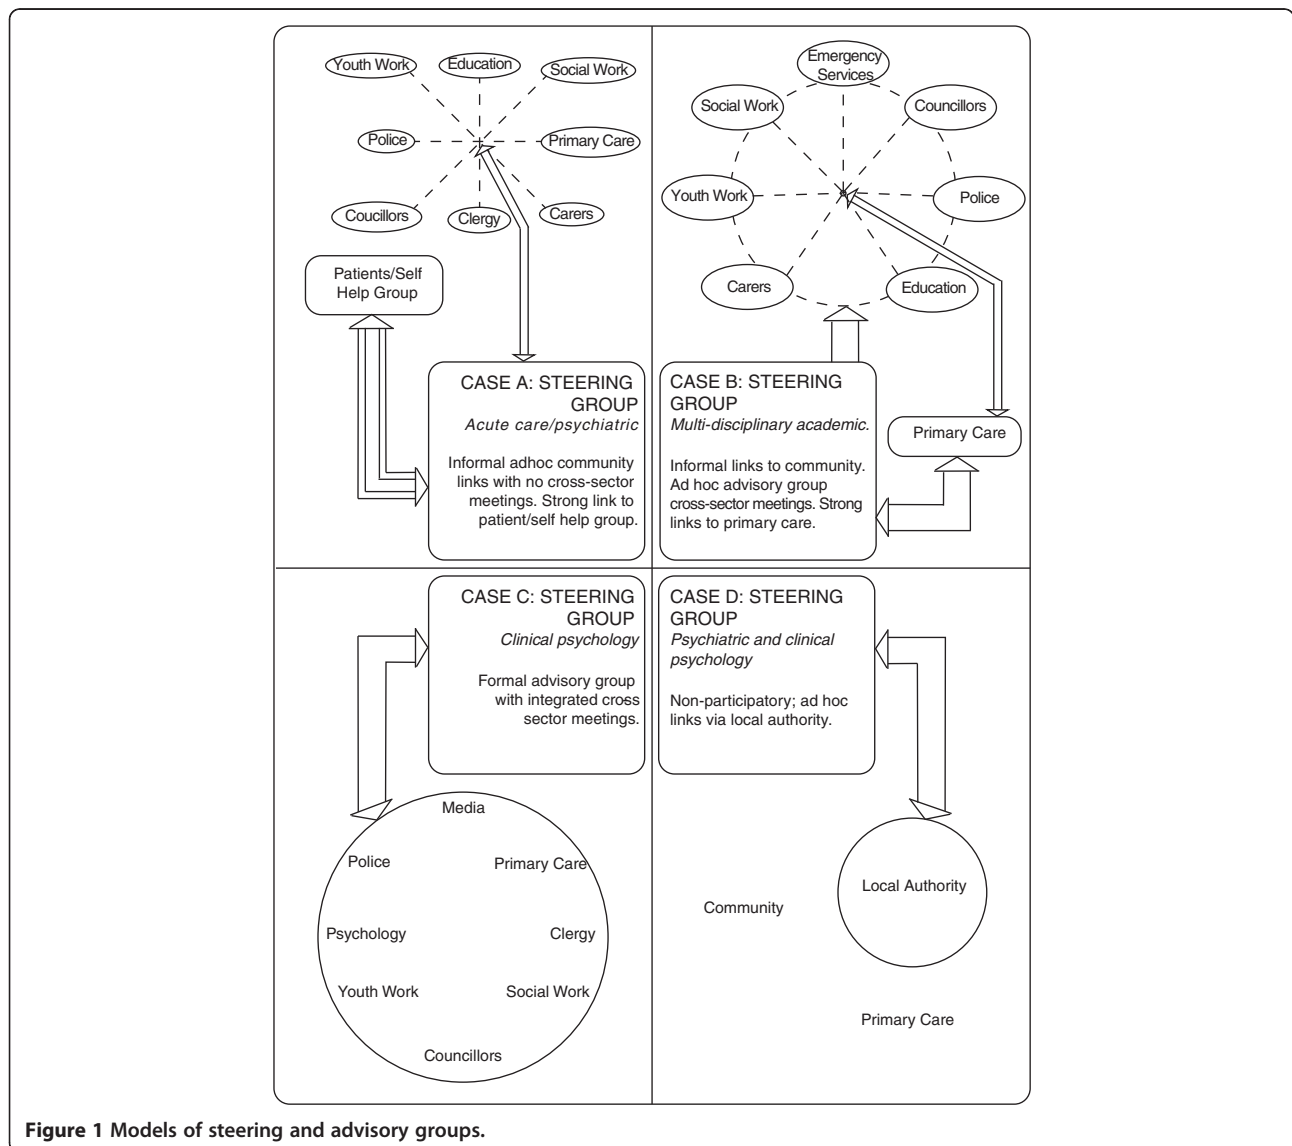 Youth Work
Education
Social Work
Police
Primary Care
Coucillors
Clergy
Carers
Patients/Self
Help Group
CASE A: STEERING
GROUP
Acute care/psychiatric
Informal adhoc community
links with no cross-sector
meetings. Strong link to
patient/self help group.
Emergency
Services
Social Work
Councillors
Youth Work
Police
Carers
Education
CASE B: STEERING
GROUP
Multi-disciplinary academic.
Informal links to community.
Ad hoc advisory group
cross-sector meetings. Strong
links to primary care.
Primary Care
CASE C: STEERING
GROUP
Clinical psychology
Formal advisory group
with integrated cross
sector meetings.
Media
Police
Primary Care
Psychology
Clergy
Youth Work
Social Work
Councillors
CASE D: STEERING
GROUP
Psychiatric and clinical
psychology
Non-participatory; ad hoc
links via local authority.
Local Authority
Community
Primary Care
Figure 1 Models of steering and advisory groups.